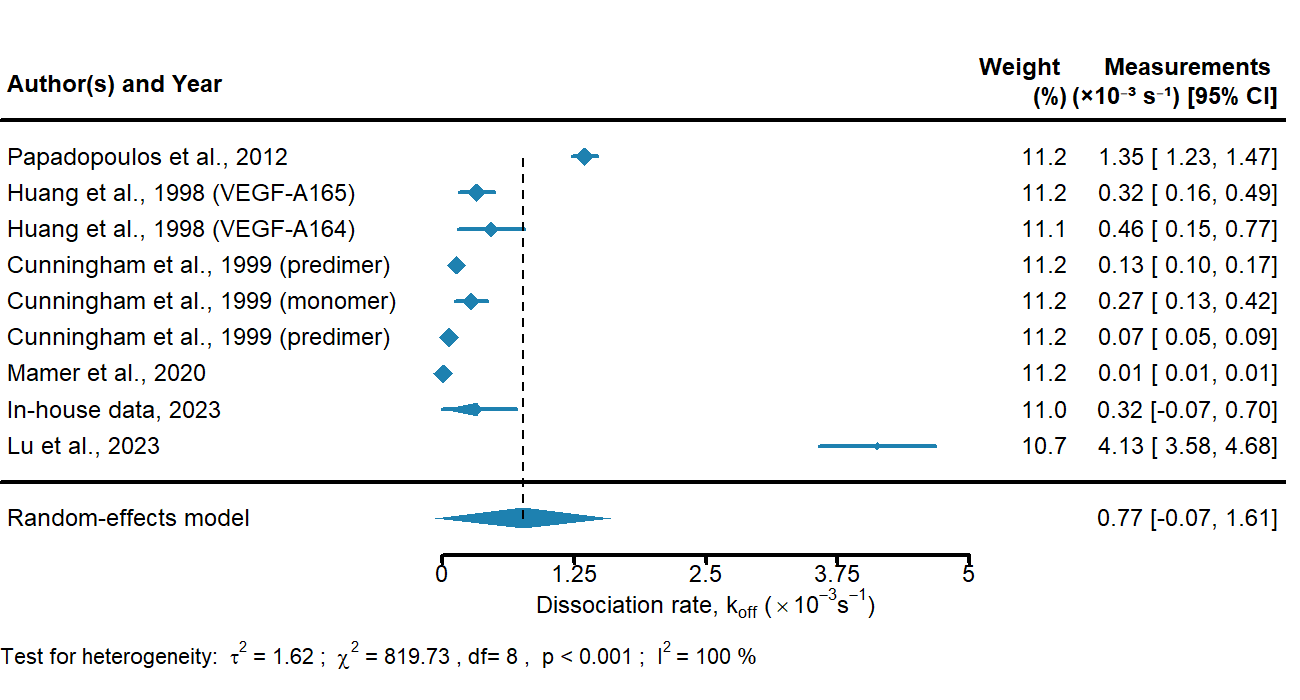 Author(s) and Year Weight (%) Measurements (×10⁻³ s⁻¹) [95% CI]
Papadopoulos et al., 2012 11.2 1.35 [ 1.23, 1.47]
Huang et al., 1998 (VEGF-A165) 11.2 0.32 [ 0.16, 0.49]
Huang et al., 1998 (VEGF-A164) 11.1 0.46 [ 0.15, 0.77]
Cunningham et al., 1999 (predimer) 11.2 0.13 [ 0.10, 0.17]
Cunningham et al., 1999 (monomer) 11.2 0.27 [ 0.13, 0.42]
Cunningham et al., 1999 (predimer) 11.2 0.07 [ 0.05, 0.09]
Mamer et al., 2020 11.2 0.01 [ 0.01, 0.01]
In-house data, 2023 11.0 0.32 [-0.07, 0.70]
Lu et al., 2023 10.7 4.13 [ 3.58, 4.68]
Random-effects model 0.77 [-0.07, 1.61]
0 1.25 2.5 3.75 5
Dissociation rate, k_off (×10⁻³s⁻¹)
Test for heterogeneity: τ² = 1.62 ; χ² = 819.73 , df= 8 , p < 0.001 ; I² = 100 %